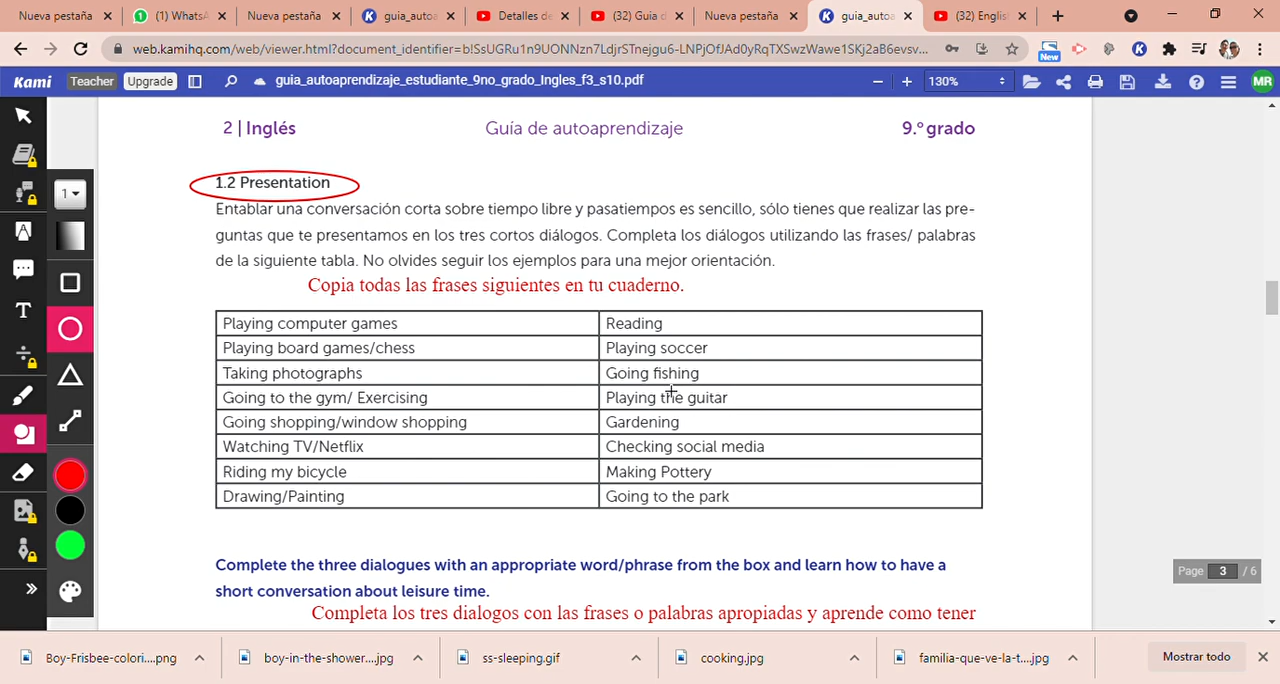 Nueva pestaña
(1) WhatsA
Nueva pestaña
guia_autoa
Detalles de
(32) Guia d
Nueva pestaña
guia_autoa
(32) Englis
web.kamihq.com/web/viewer.html?document_identifier=blSsUGRu1n9UONNzn7LdjrSTnejgu6-LNPjOfJAd0yRqTXSwzWawe1SKj2aB6evsv...
New
Kami
Teacher
Upgrade
guia_autoaprendizaje_estudiante_9no_grado_Ingles_f3_s10.pdf
130%
MR
2 | Inglés Guía de autoaprendizaje 9.º grado
1.2 Presentation
Entablar una conversación corta sobre tiempo libre y pasatiempos es sencillo, sólo tienes que realizar las pre-
guntas que te presentamos en los tres cortos diálogos. Completa los diálogos utilizando las frases/ palabras
de la siguiente tabla. No olvides seguir los ejemplos para una mejor orientación.
Copia todas las frases siguientes en tu cuaderno.
Playing computer games Reading
Playing board games/chess Playing soccer
Taking photographs Going fishing
Going to the gym/ Exercising Playing the guitar
Going shopping/window shopping Gardening
Watching TV/Netflix Checking social media
Riding my bicycle Making Pottery
Drawing/Painting Going to the park
Complete the three dialogues with an appropriate word/phrase from the box and learn how to have a
short conversation about leisure time.
Completa los tres dialogos con las frases o palabras apropiadas y aprende como tener
1
T
Page 3 / 6
Boy-Frisbee-colori....png
boy-in-the-shower....jpg
ss-sleeping.gif
cooking.jpg
familia-que-ve-la-t....jpg
Mostrar todo